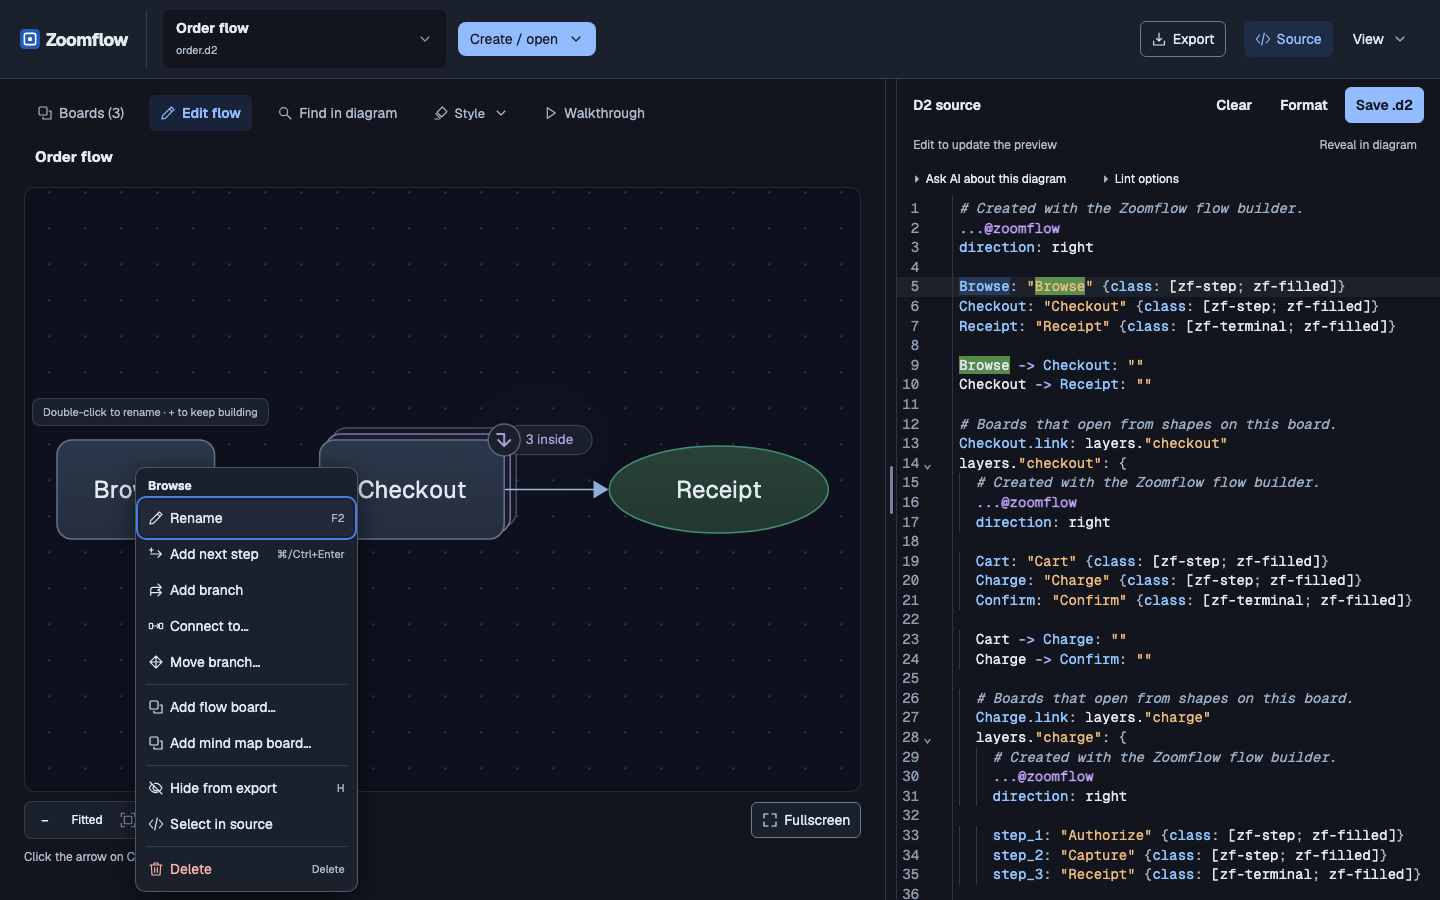 Zoomflow
Order flow
order.d2
Create / open
Export
</> Source
View
Boards (3)
Edit flow
Find in diagram
Style
Walkthrough
Order flow
Double-click to rename · + to keep building
3 inside
Checkout
Receipt
Browse
Rename F2
Add next step ⌘/Ctrl+Enter
Add branch
Connect to…
Move branch…
Add flow board…
Add mind map board…
Hide from export H
</> Select in source
Delete Delete
− Fitted
Click the arrow on
Fullscreen
D2 source
Clear
Format
Save .d2
Edit to update the preview
Reveal in diagram
Ask AI about this diagram
Lint options
1 # Created with the Zoomflow flow builder.
2 ...@zoomflow
3 direction: right
4
5 Browse: "Browse" {class: [zf-step; zf-filled]}
6 Checkout: "Checkout" {class: [zf-step; zf-filled]}
7 Receipt: "Receipt" {class: [zf-terminal; zf-filled]}
8
9 Browse -> Checkout: ""
10 Checkout -> Receipt: ""
11
12 # Boards that open from shapes on this board.
13 Checkout.link: layers."checkout"
14 layers."checkout": {
15 # Created with the Zoomflow flow builder.
16 ...@zoomflow
17 direction: right
18
19 Cart: "Cart" {class: [zf-step; zf-filled]}
20 Charge: "Charge" {class: [zf-step; zf-filled]}
21 Confirm: "Confirm" {class: [zf-terminal; zf-filled]}
22
23 Cart -> Charge: ""
24 Charge -> Confirm: ""
25
26 # Boards that open from shapes on this board.
27 Charge.link: layers."charge"
28 layers."charge": {
29 # Created with the Zoomflow flow builder.
30 ...@zoomflow
31 direction: right
32
33 step_1: "Authorize" {class: [zf-step; zf-filled]}
34 step_2: "Capture" {class: [zf-step; zf-filled]}
35 step_3: "Receipt" {class: [zf-terminal; zf-filled]}
36